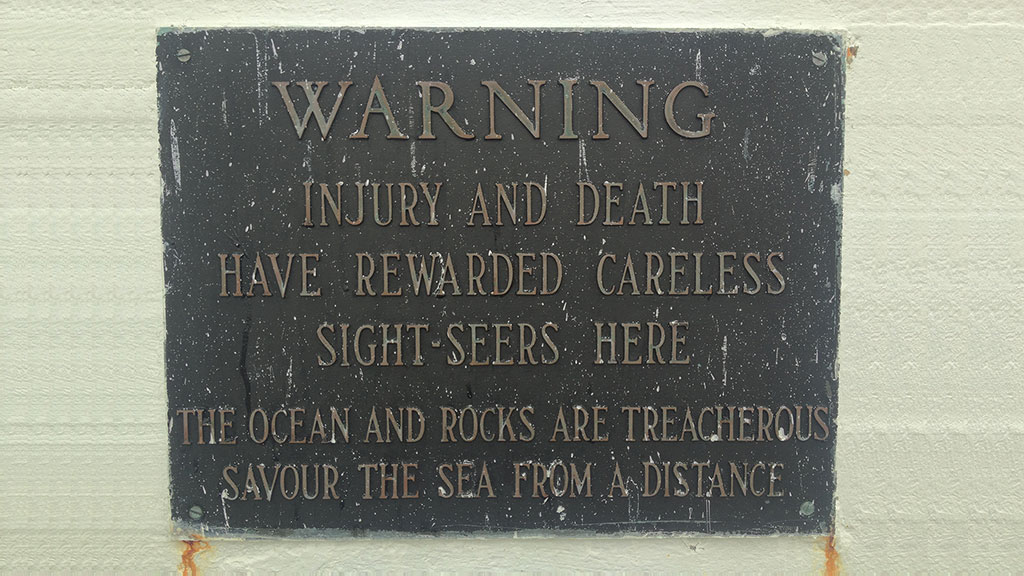 WARNING
INJURY AND DEATH
HAVE REWARDED CARELESS
SIGHT-SEERS HERE
THE OCEAN AND ROCKS ARE TREACHEROUS
SAVOUR THE SEA FROM A DISTANCE